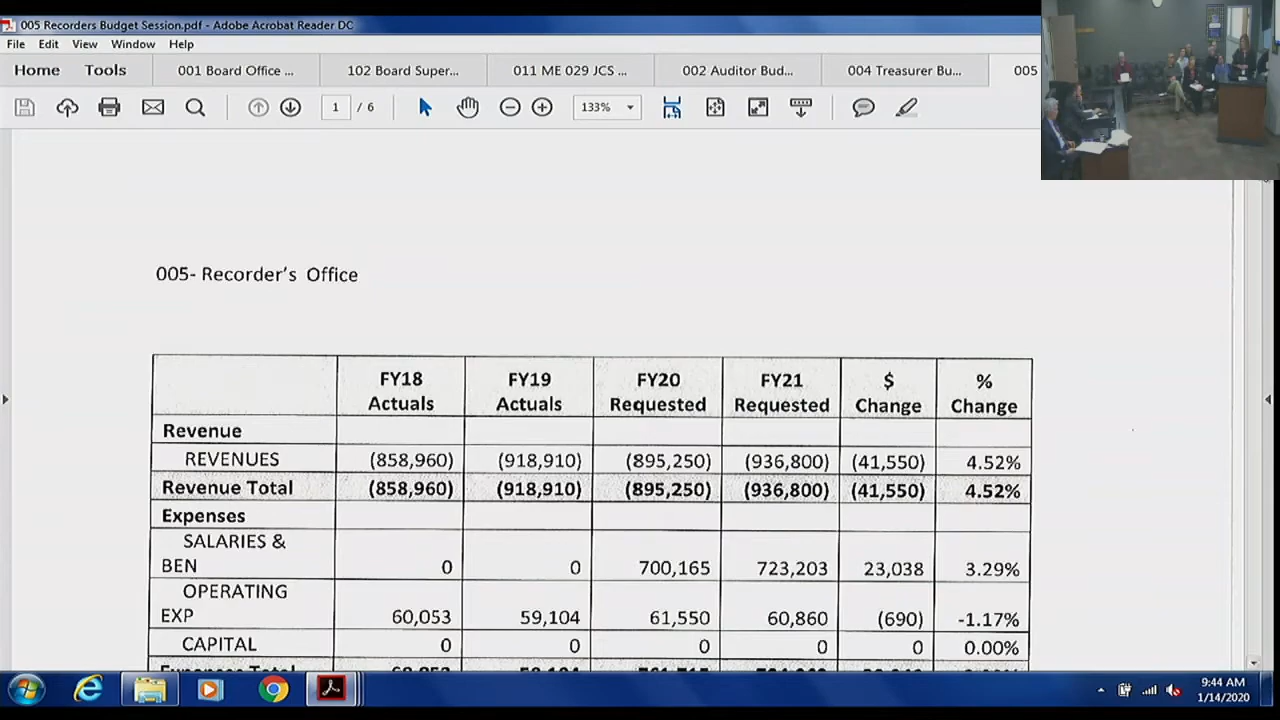 005 Recorders Budget Session.pdf - Adobe Acrobat Reader DC
File Edit View Window Help
Home Tools 001 Board Office ... 102 Board Super... 011 ME 029 JCS ... 002 Auditor Bud... 004 Treasurer Bu... 005
1 / 6 133%
005- Recorder's Office
FY18 Actuals FY19 Actuals FY20 Requested FY21 Requested $ Change % Change
Revenue
REVENUES (858,960) (918,910) (895,250) (936,800) (41,550) 4.52%
Revenue Total (858,960) (918,910) (895,250) (936,800) (41,550) 4.52%
Expenses
SALARIES &
BEN 0 0 700,165 723,203 23,038 3.29%
OPERATING
EXP 60,053 59,104 61,550 60,860 (690) -1.17%
CAPITAL 0 0 0 0 0 0.00%
Expenses Total
9:44 AM
1/14/2020